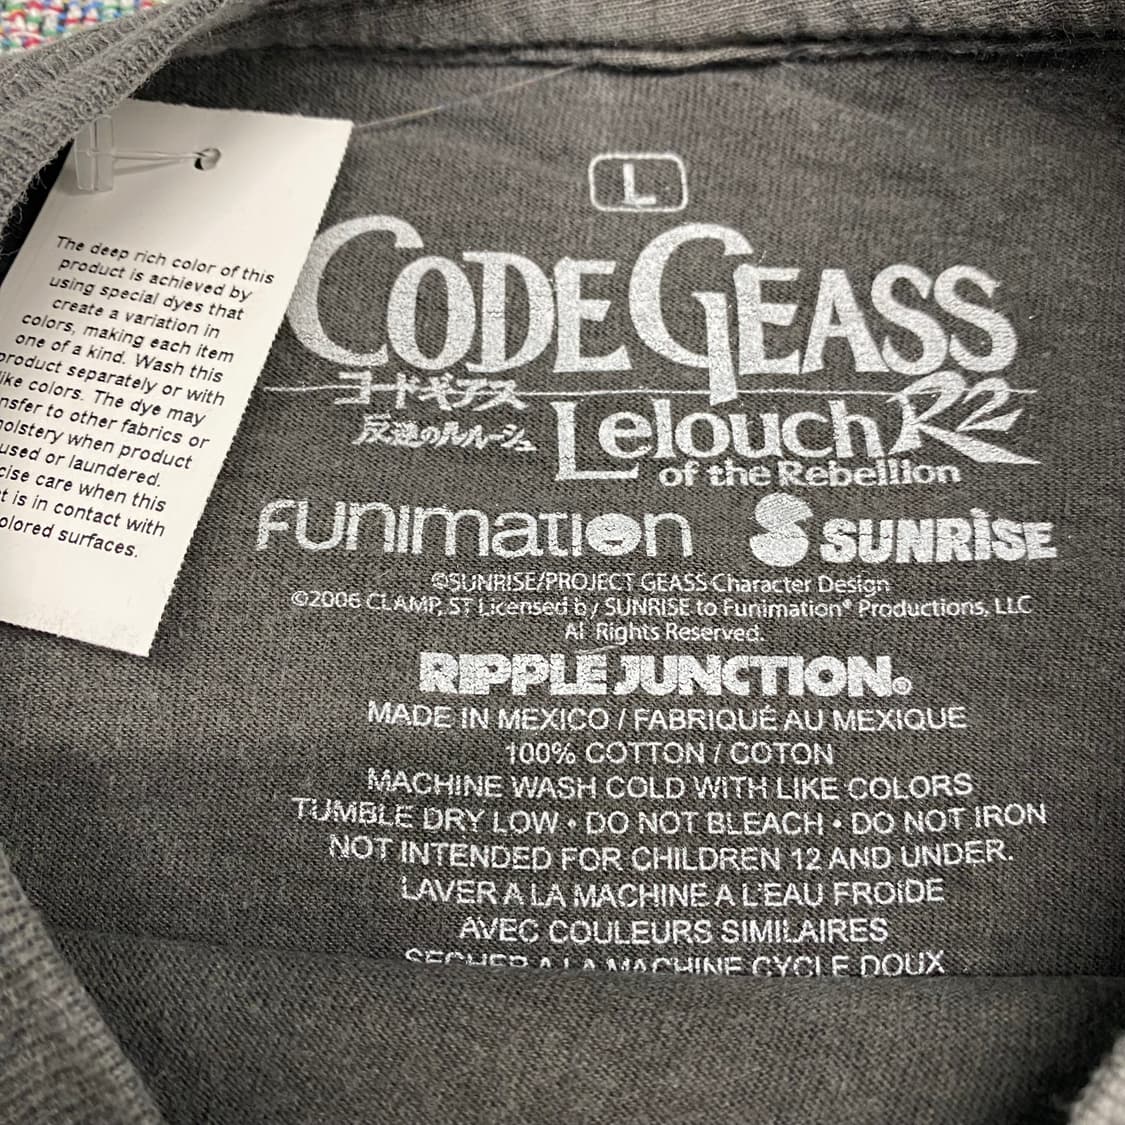 The deep rich color of this
product is achieved by
using special dyes that
create a variation in
colors, making each item
one of a kind. Wash this
product separately or with
like colors. The dye may
to other fabrics or
when product
used or laundered.
care when this
is in contact with
surfaces.
L
CODE GEASS
コードギアス
反逆のルルーシュ
Lelouch R2
of the Rebellion
FUNIMATION
SUNRISE
©SUNRISE/PROJECT GEASS Character Design
©2006 CLAMP, ST Licensed by SUNRISE to Funimation® Productions, LLC
All Rights Reserved.
RIPPLE JUNCTION®
MADE IN MEXICO / FABRIQUÉ AU MEXIQUE
100% COTTON / COTON
MACHINE WASH COLD WITH LIKE COLORS
TUMBLE DRY LOW • DO NOT BLEACH • DO NOT IRON
NOT INTENDED FOR CHILDREN 12 AND UNDER.
LAVER A LA MACHINE A L'EAU FROIDE
AVEC COULEURS SIMILAIRES
SECHER A LA MACHINE CYCLE DOUX